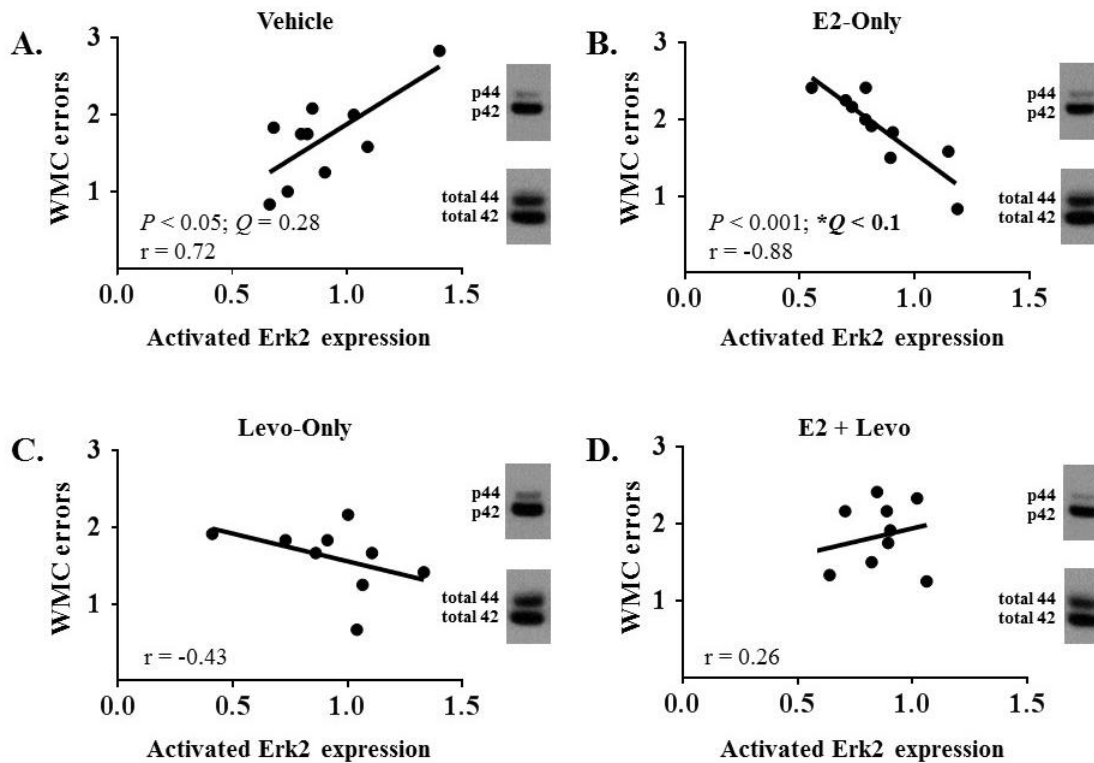 A.
Vehicle
WMC errors
3
2
1
P < 0.05; Q = 0.28
r = 0.72
0.0 0.5 1.0 1.5
Activated Erk2 expression
p44
p42
total 44
total 42
B.
E2-Only
WMC errors
3
2
1
P < 0.001; *Q < 0.1
r = -0.88
0.0 0.5 1.0 1.5
Activated Erk2 expression
p44
p42
total 44
total 42
C.
Levo-Only
WMC errors
3
2
1
r = -0.43
0.0 0.5 1.0 1.5
Activated Erk2 expression
p44
p42
total 44
total 42
D.
E2 + Levo
WMC errors
3
2
1
r = 0.26
0.0 0.5 1.0 1.5
Activated Erk2 expression
p44
p42
total 44
total 42